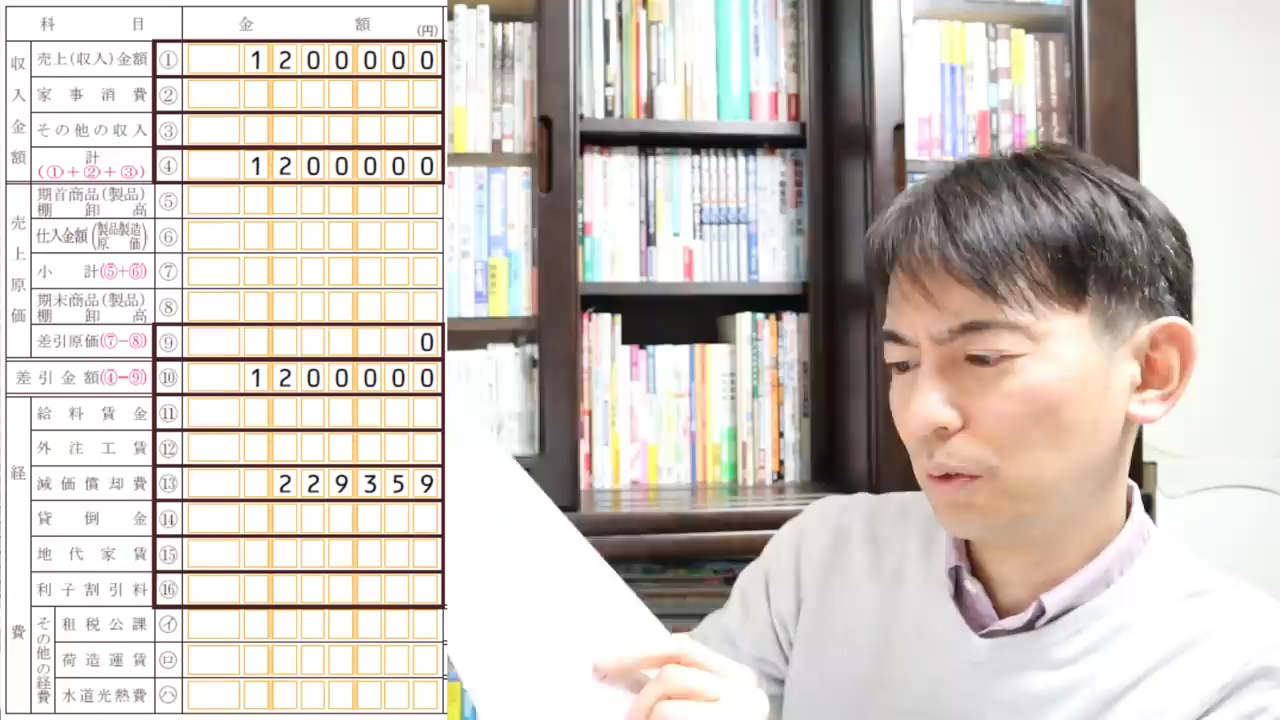 科目 金額 (円)
収入金額
売上(収入)金額 ① 1200000
家事消費 ②
その他の収入 ③
計(①+②+③) ④ 1200000
売上原価
期首商品(製品)棚卸高 ⑤
仕入金額(製品製造原価) ⑥
小計(⑤+⑥) ⑦
期末商品(製品)棚卸高 ⑧
差引原価(⑦-⑧) ⑨ 0
差引金額(④-⑨) ⑩ 1200000
経費
給料賃金 ⑪
外注工賃 ⑫
減価償却費 ⑬ 229359
貸倒金 ⑭
地代家賃 ⑮
利子割引料 ⑯
その他の経費
租税公課 ㋑
荷造運賃 ㋺
水道光熱費 ㋩